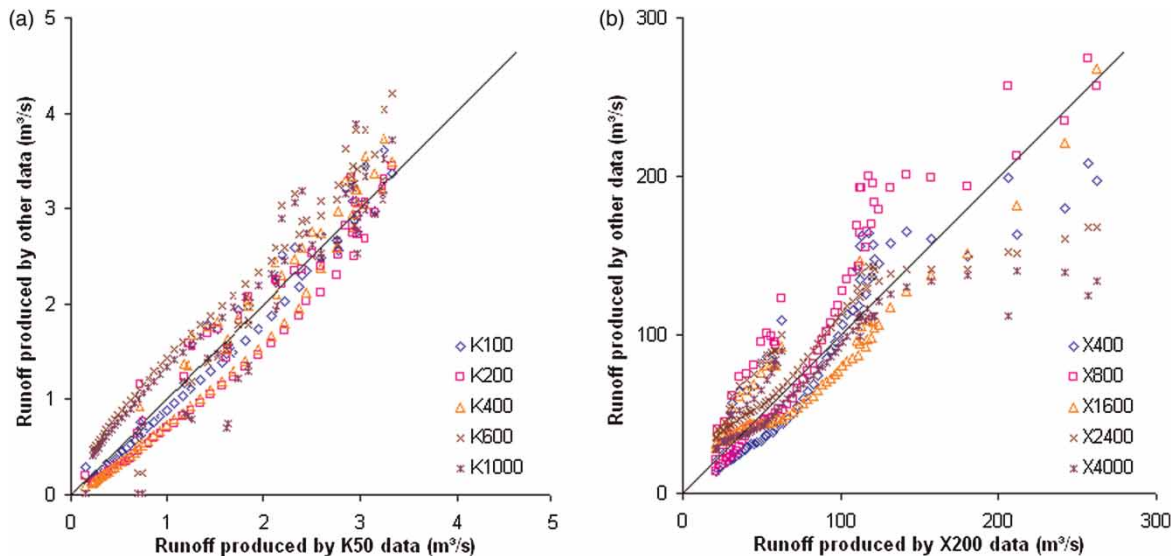 (a)
Runoff produced by other data (m³/s)
5
4
3
2
1
0
0 1 2 3 4 5
Runoff produced by K50 data (m³/s)
K100
K200
K400
K600
K1000
(b)
Runoff produced by other data (m³/s)
300
200
100
0
0 100 200 300
Runoff produced by X200 data (m³/s)
X400
X800
X1600
X2400
X4000